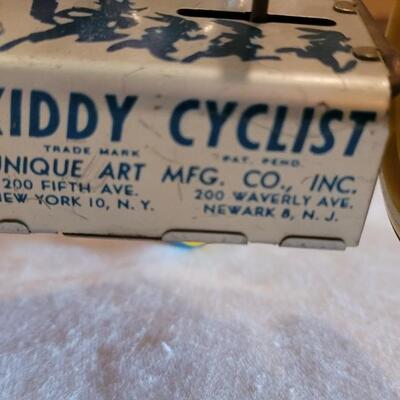 KIDDY CYCLIST
TRADE MARK PAT. PEND.
UNIQUE ART MFG. CO., INC.
200 FIFTH AVE. 200 WAVERLY AVE.
NEW YORK 10, N. Y. NEWARK 8, N. J.